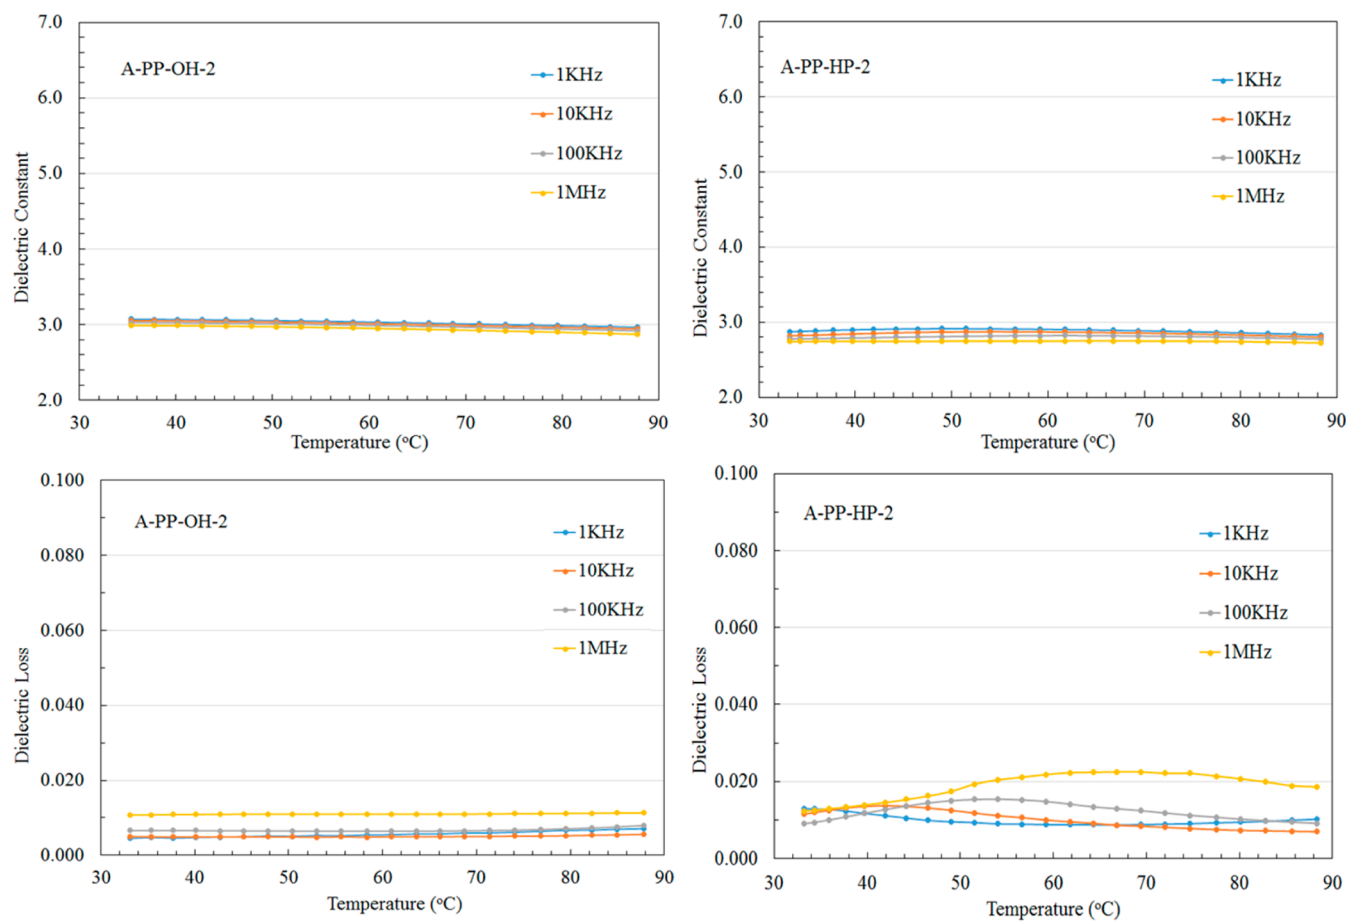 7.0
6.0
5.0
4.0
3.0
2.0
Dielectric Constant
A-PP-OH-2
1KHz
10KHz
100KHz
1MHz
30 40 50 60 70 80 90
Temperature (°C)
7.0
6.0
5.0
4.0
3.0
2.0
Dielectric Constant
A-PP-HP-2
1KHz
10KHz
100KHz
1MHz
30 40 50 60 70 80 90
Temperature (°C)
0.100
0.080
0.060
0.040
0.020
0.000
Dielectric Loss
A-PP-OH-2
1KHz
10KHz
100KHz
1MHz
30 40 50 60 70 80 90
Temperature (°C)
0.100
0.080
0.060
0.040
0.020
0.000
Dielectric Loss
A-PP-HP-2
1KHz
10KHz
100KHz
1MHz
30 40 50 60 70 80 90
Temperature (°C)